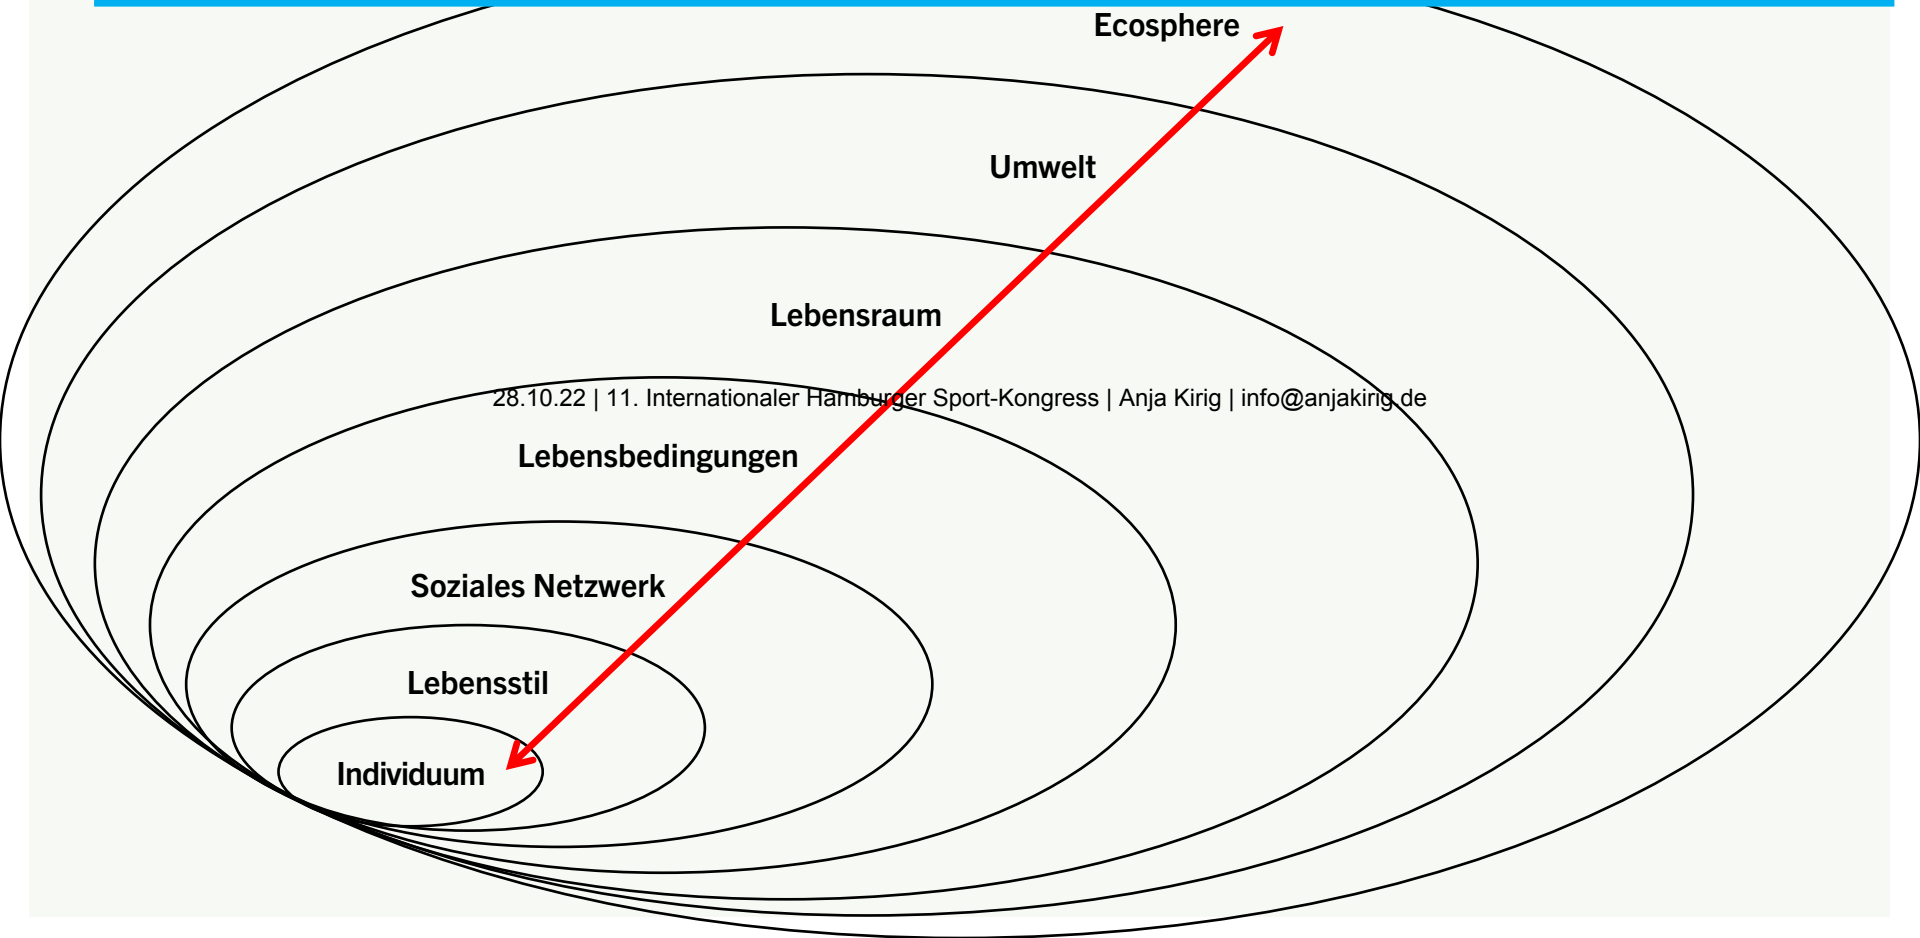 Ecosphere
Umwelt
Lebensraum
28.10.22 | 11. Internationaler Hamburger Sport-Kongress | Anja Kirig | info@anjakirig.de
Lebensbedingungen
Soziales Netzwerk
Lebensstil
Individuum